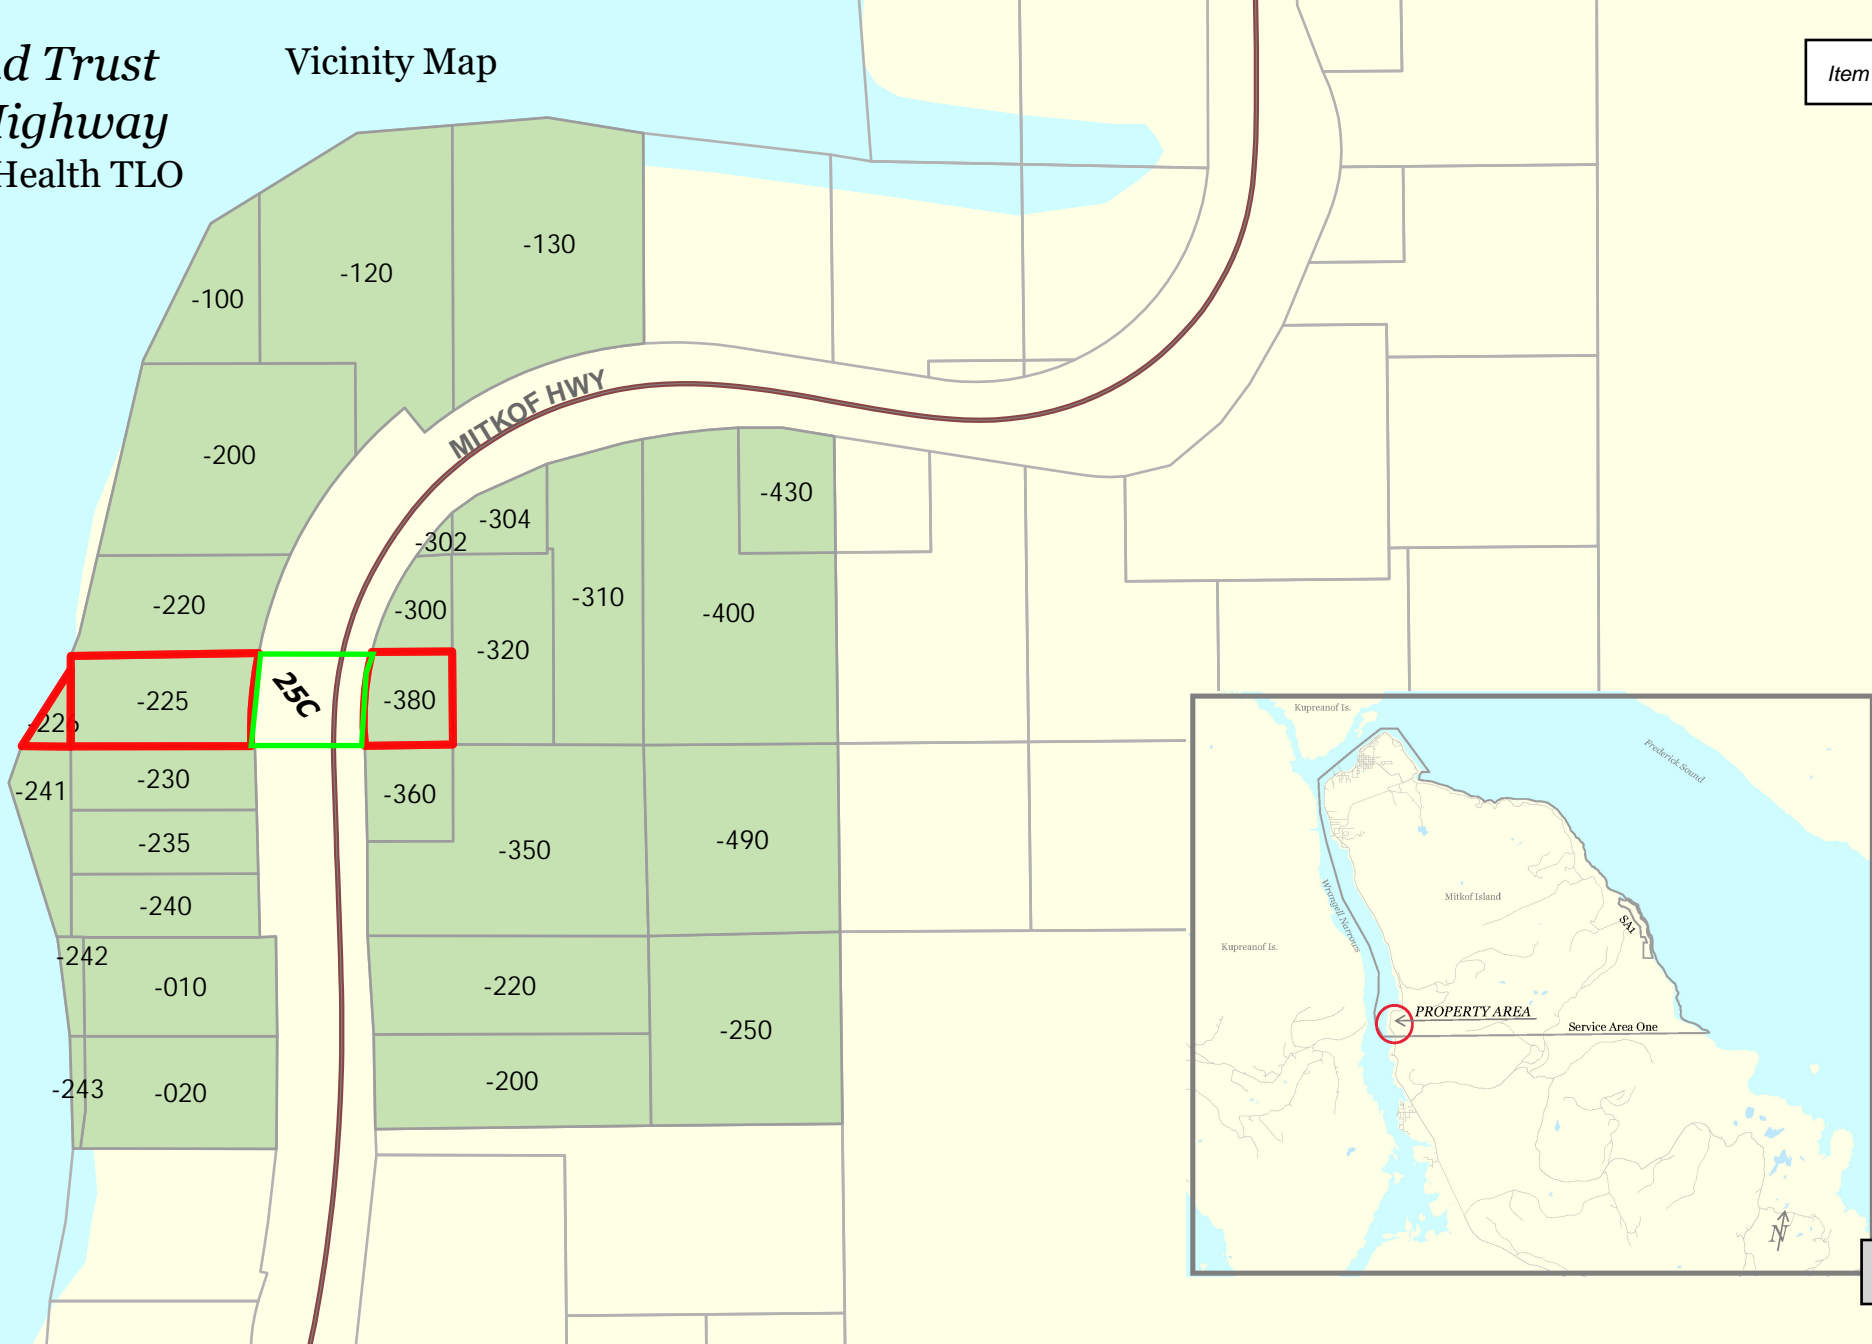 d Trust
Highway
Health TLO
Vicinity Map
Item
-130
-120
-100
-200
MITKOF HWY
-430
-304
-302
-220
-300
-310
-400
-320
25C
-225
-380
-226
-241
-230
-360
-235
-350
-490
-240
-242
-010
-220
-250
-243
-020
-200
Kupreanof Is.
Frederick Sound
Wrangell Narrows
Mitkof Island
SA1
Kupreanof Is.
PROPERTY AREA
Service Area One
N